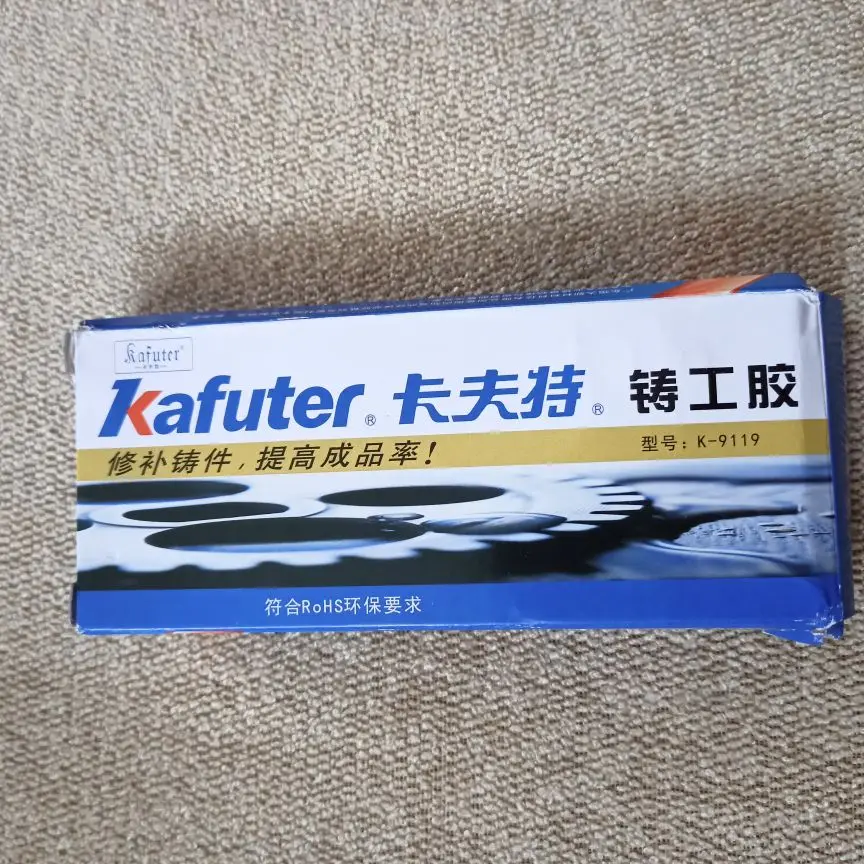 Kafuter®
Kafuter® 卡夫特® 铸工胶
修补铸件,提高成品率!
型号: K-9119
符合RoHS环保要求